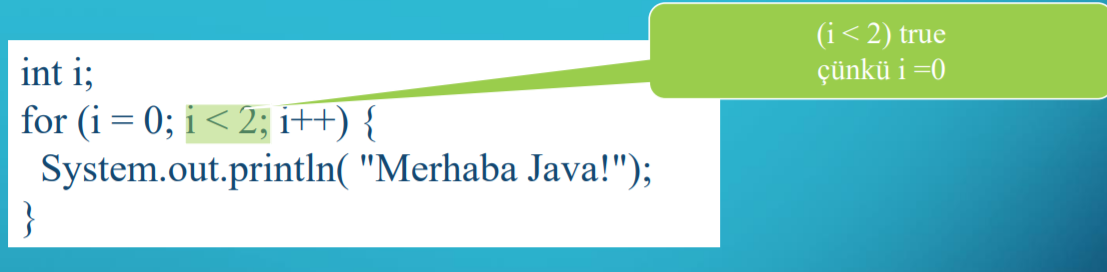 (i < 2) true
çünkü i =0
int i;
for (i = 0; i < 2; i++) {
System.out.println( "Merhaba Java!");
}